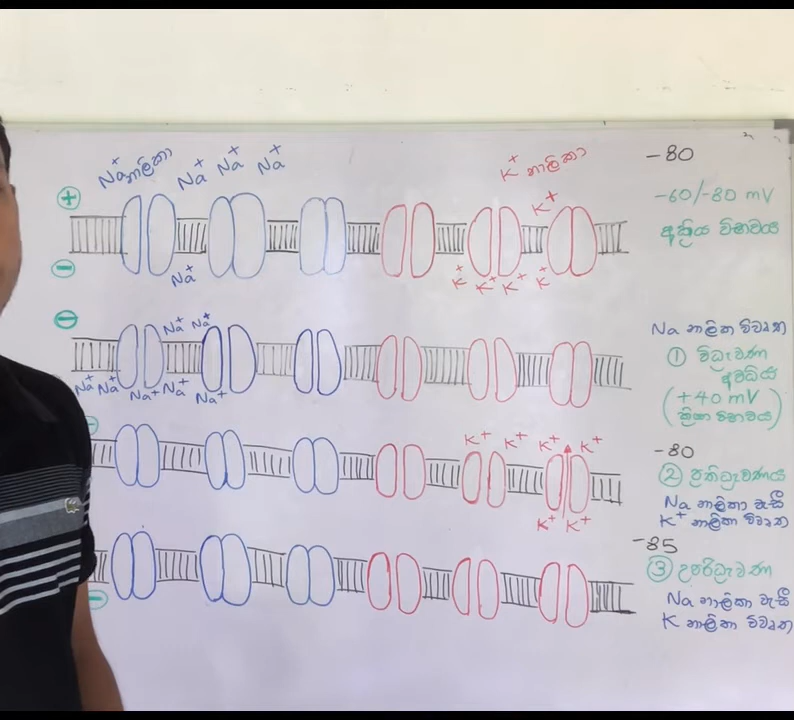 Na⁺ නාලිකා
Na⁺ Na⁺ Na⁺
K⁺ නාලිකා
K⁺
+
−
Na⁺
K⁺ K⁺ K⁺ K⁺
−80
−60/−80 mV
අක්‍රිය විභවය
−
Na⁺ Na⁺
Na⁺ Na⁺ Na⁺ Na⁺ Na⁺
Na නාලිකා විවෘත
① විධ්‍රැවණ
අවධිය
(+40 mV
ක්‍රියා විභවය)
−
K⁺ K⁺ K⁺ K⁺
K⁺ K⁺
−80
② ප්‍රතිධ්‍රැවණය
Na නාලිකා වැසී
K⁺ නාලිකා විවෘත
−
−85
③ උපරිධ්‍රැවණ
Na නාලිකා වැසී
K නාලිකා විවෘත